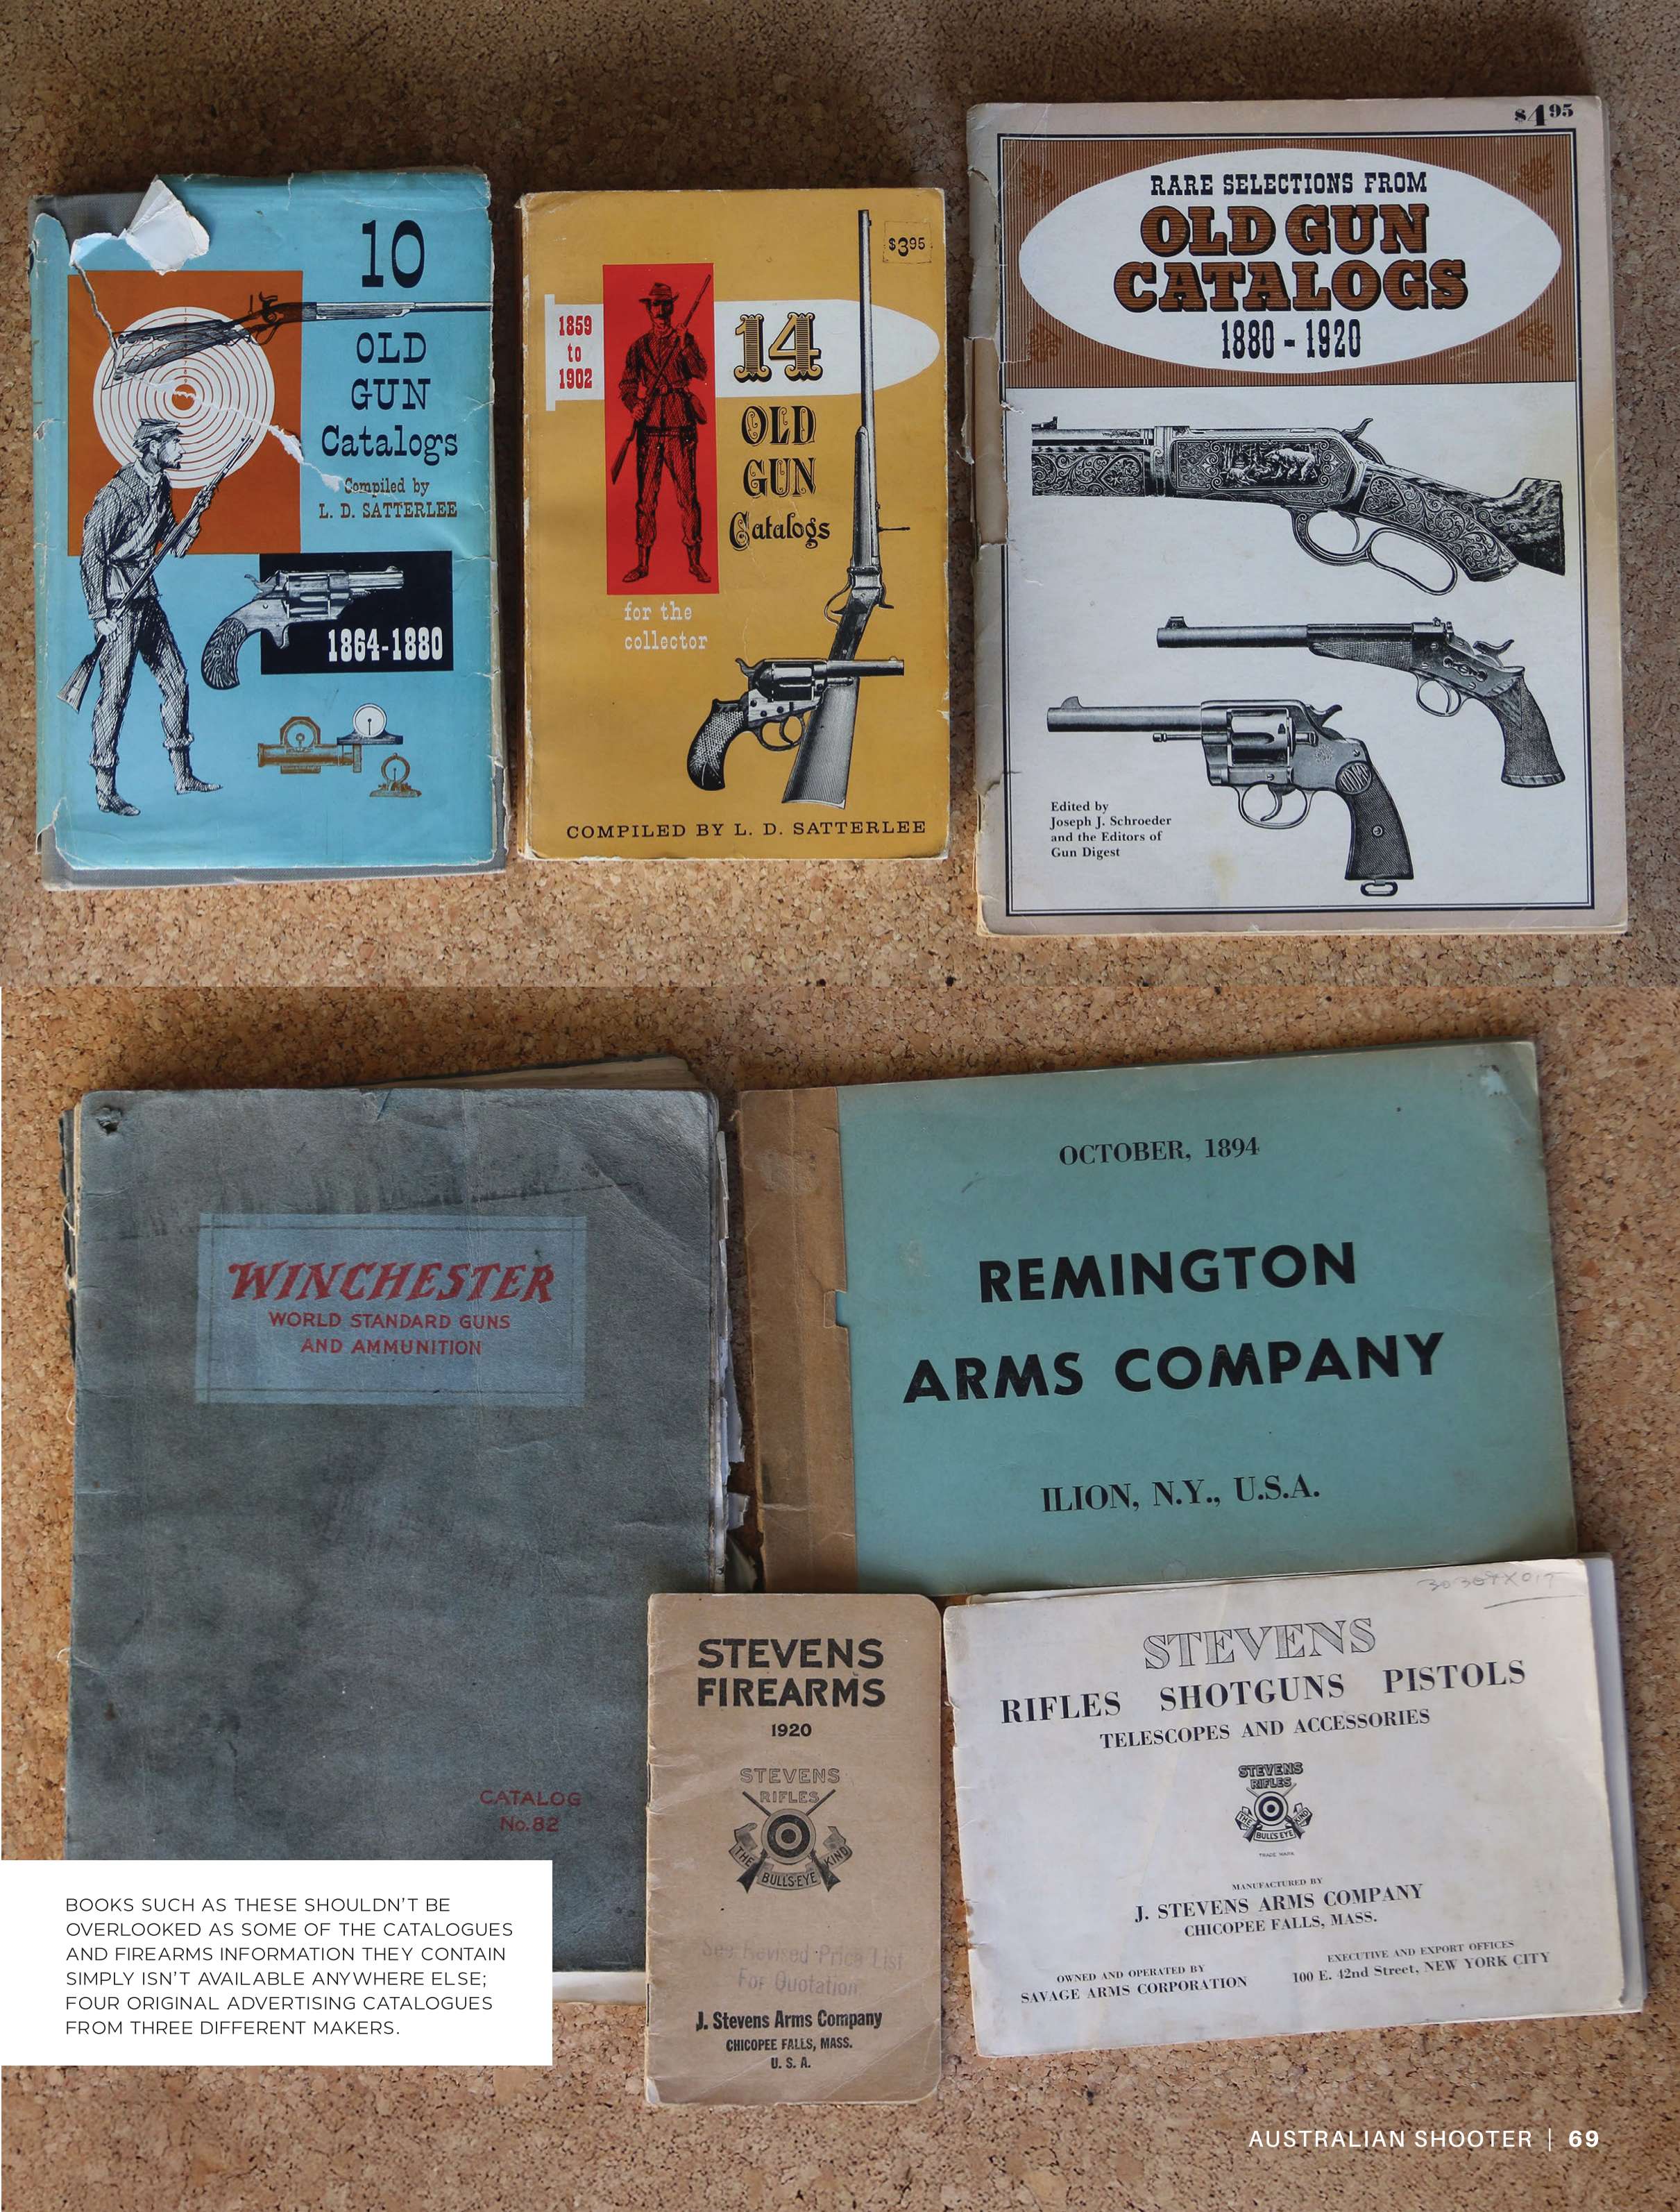 10
OLD
GUN
Catalogs
Compiled by
L. D. SATTERLEE
1864-1880
$3.95
1859
to
1902
14
OLD
GUN
Catalogs
for the
collector
COMPILED BY L. D. SATTERLEE
$4.95
RARE SELECTIONS FROM
OLD GUN
CATALOGS
1880 - 1920
Edited by
Joseph J. Schroeder
and the Editors of
Gun Digest
WINCHESTER
WORLD STANDARD GUNS
AND AMMUNITION
CATALOG
No. 82
OCTOBER, 1894
REMINGTON
ARMS COMPANY
ILION, N.Y., U.S.A.
STEVENS
FIREARMS
1920
STEVENS
RIFLES
THE BULL'S-EYE KIND
See Revised Price List
For Quotation
J. Stevens Arms Company
CHICOPEE FALLS, MASS.
U. S. A.
STEVENS
RIFLES SHOTGUNS PISTOLS
TELESCOPES AND ACCESSORIES
STEVENS
RIFLES
THE BULL'S EYE KIND
TRADE MARK
MANUFACTURED BY
J. STEVENS ARMS COMPANY
CHICOPEE FALLS, MASS.
OWNED AND OPERATED BY
SAVAGE ARMS CORPORATION
EXECUTIVE AND EXPORT OFFICES
100 E. 42nd Street, NEW YORK CITY
BOOKS SUCH AS THESE SHOULDN'T BE
OVERLOOKED AS SOME OF THE CATALOGUES
AND FIREARMS INFORMATION THEY CONTAIN
SIMPLY ISN'T AVAILABLE ANYWHERE ELSE;
FOUR ORIGINAL ADVERTISING CATALOGUES
FROM THREE DIFFERENT MAKERS.
AUSTRALIAN SHOOTER | 69